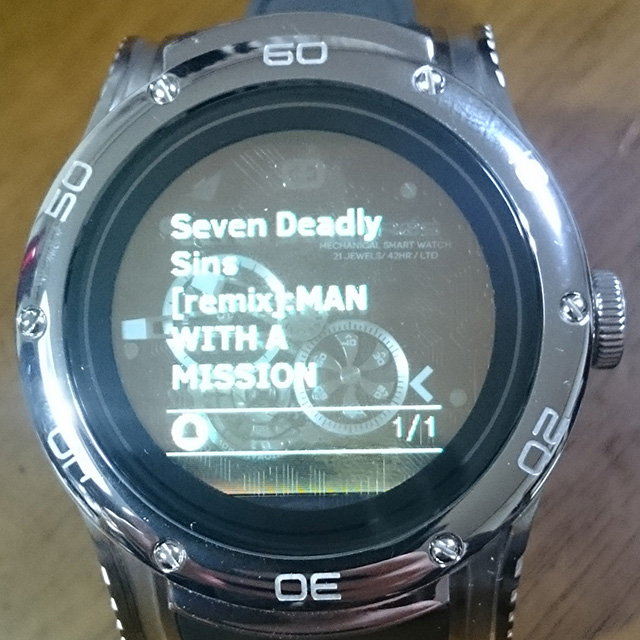 60
50
Seven Deadly
MECHANICAL SMART WATCH
Sins
21 JEWELS/ 42HR / LTD
[remix]:MAN
WITH A
MISSION
1/1
40
20
30